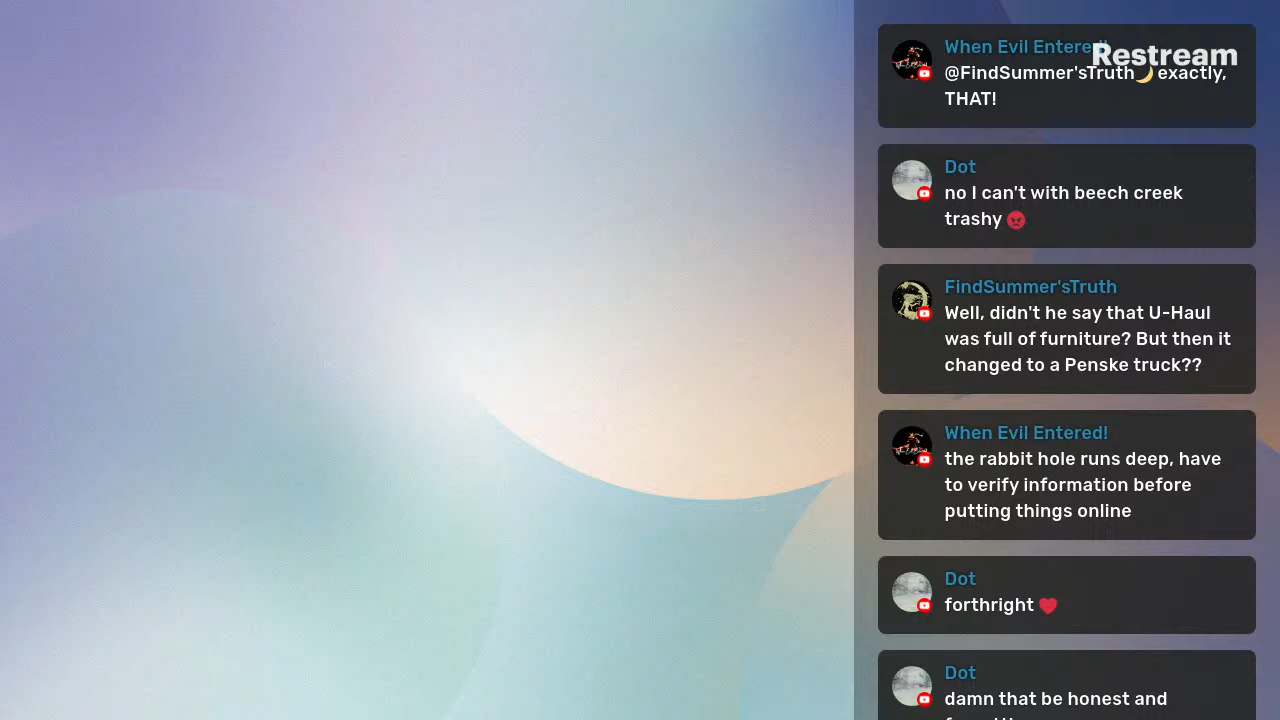 When Evil Entered!
Restream
@FindSummer'sTruth🌙 exactly,
THAT!
Dot
no I can't with beech creek
trashy 😡
FindSummer'sTruth
Well, didn't he say that U-Haul
was full of furniture? But then it
changed to a Penske truck??
When Evil Entered!
the rabbit hole runs deep, have
to verify information before
putting things online
Dot
forthright ❤️
Dot
damn that be honest and